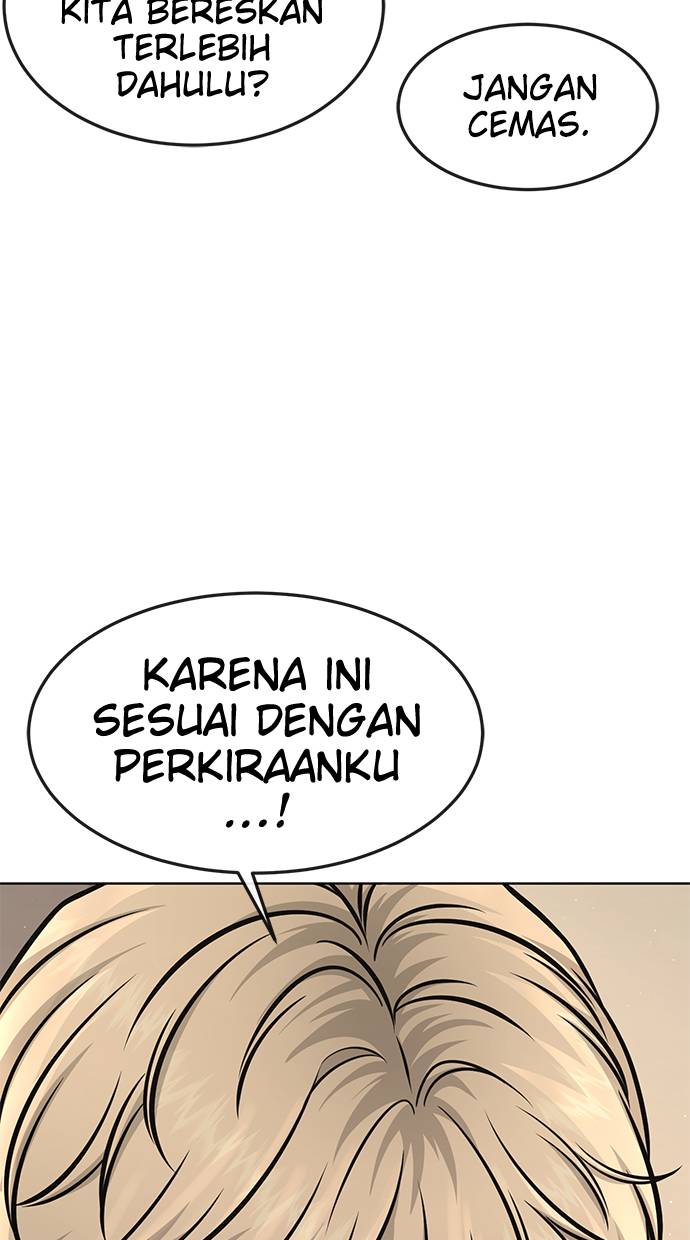 KITA BERESKAN
TERLEBIH
DAHULU?
JANGAN
CEMAS.
KARENA INI
SESUAI DENGAN
PERKIRAANKU
...!